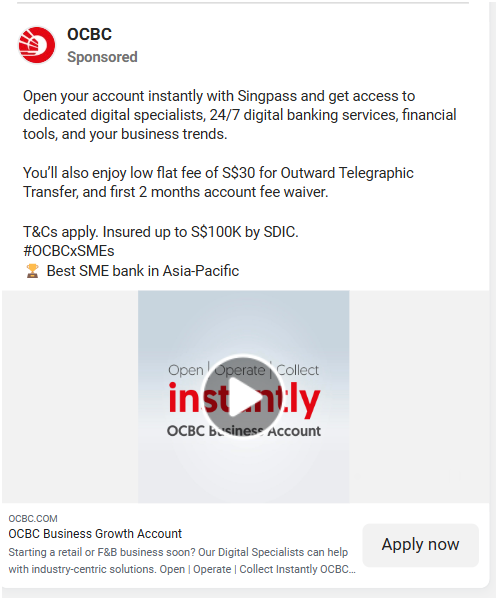 OCBC
Sponsored
Open your account instantly with Singpass and get access to
dedicated digital specialists, 24/7 digital banking services, financial
tools, and your business trends.
You'll also enjoy low flat fee of S$30 for Outward Telegraphic
Transfer, and first 2 months account fee waiver.
T&Cs apply. Insured up to S$100K by SDIC.
#OCBCxSMEs
🏆 Best SME bank in Asia-Pacific
Open | Operate | Collect
instantly
OCBC Business Account
OCBC.COM
OCBC Business Growth Account
Starting a retail or F&B business soon? Our Digital Specialists can help
with industry-centric solutions. Open | Operate | Collect Instantly OCBC...
Apply now